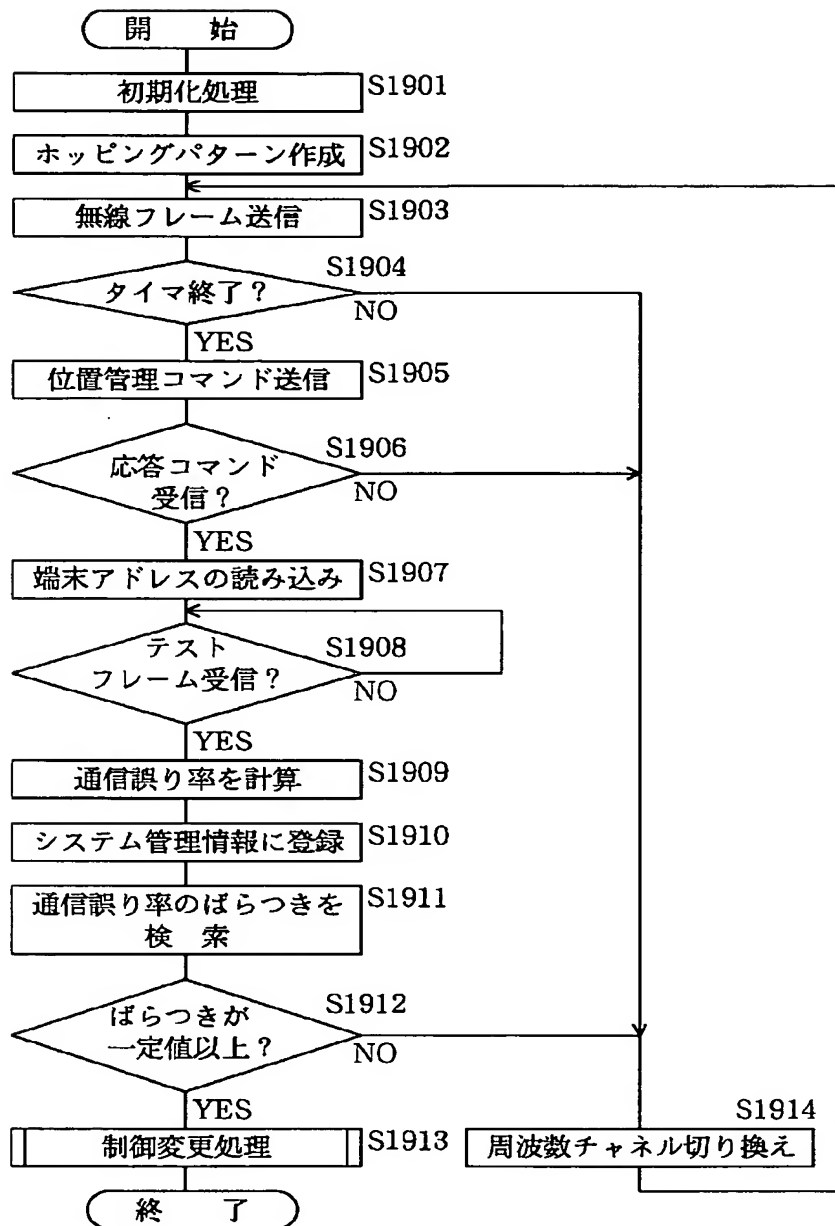 開 始
初期化処理 S1901
ホッピングパターン作成 S1902
無線フレーム送信 S1903
S1904
タイマ終了?
NO
YES
位置管理コマンド送信 S1905
S1906
応答コマンド
受信?
NO
YES
端末アドレスの読み込み S1907
テスト
S1908
フレーム受信?
NO
YES
通信誤り率を計算 S1909
システム管理情報に登録 S1910
通信誤り率のばらつきを S1911
検 索
S1912
ばらつきが
一定値以上?
NO
YES
S1914
制御変更処理 S1913
周波数チャネル切り換え
終 了